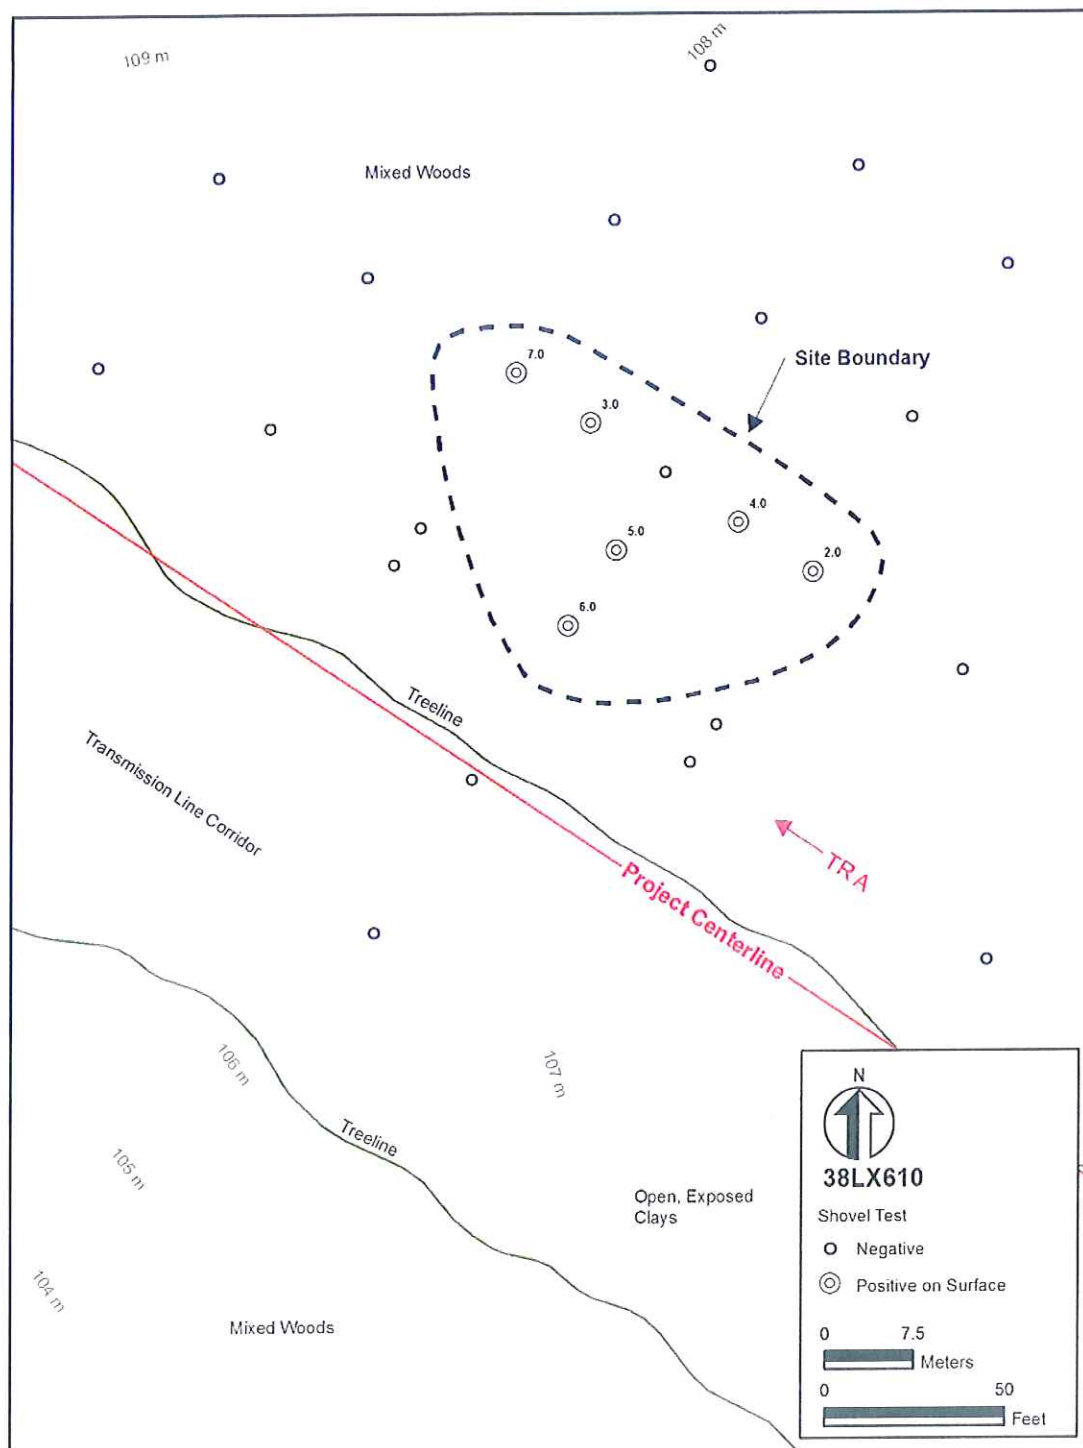 109 m
108 m
Mixed Woods
7.0
Site Boundary
3.0
4.0
5.0
2.0
6.0
Treeline
Transmission Line Corridor
TRA
Project Centerline
106 m
107 m
Treeline
105 m
Open, Exposed
Clays
104 m
Mixed Woods
N
38LX610
Shovel Test
Negative
Positive on Surface
0 7.5
Meters
0 50
Feet